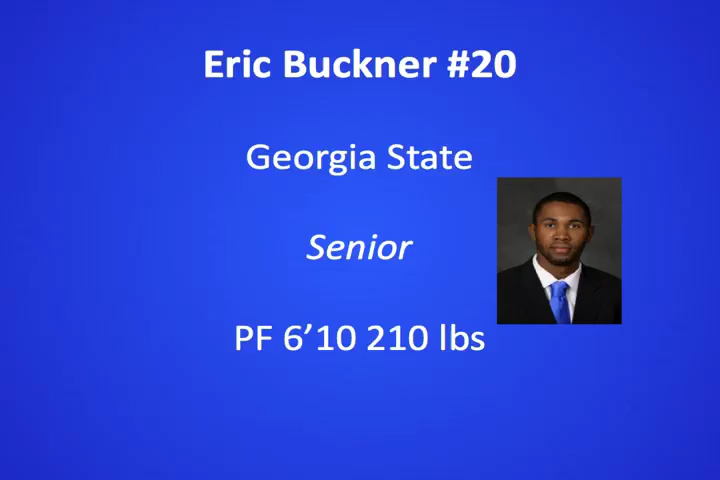 Eric Buckner #20
Georgia State
Senior
PF 6’10 210 lbs